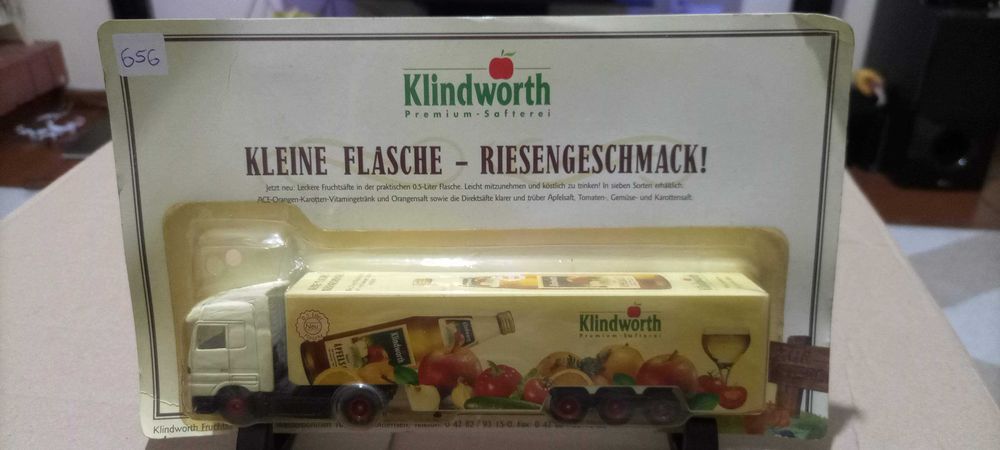 656
Klindworth
Premium-Safterei
KLEINE FLASCHE – RIESENGESCHMACK!
Jetzt neu: Leckere Fruchtsäfte in der praktischen 0,5-Liter Flasche. Leicht mitzunehmen und köstlich zu trinken! In sieben Sorten erhältlich:
ACE-Orangen-Karotten-Vitamingetränk und Orangensaft sowie die Direktsäfte klarer und trüber Apfelsaft, Tomaten-, Gemüse- und Karottensaft.
Neu
Klindworth
Klindworth
Premium-Safterei
Klindworth